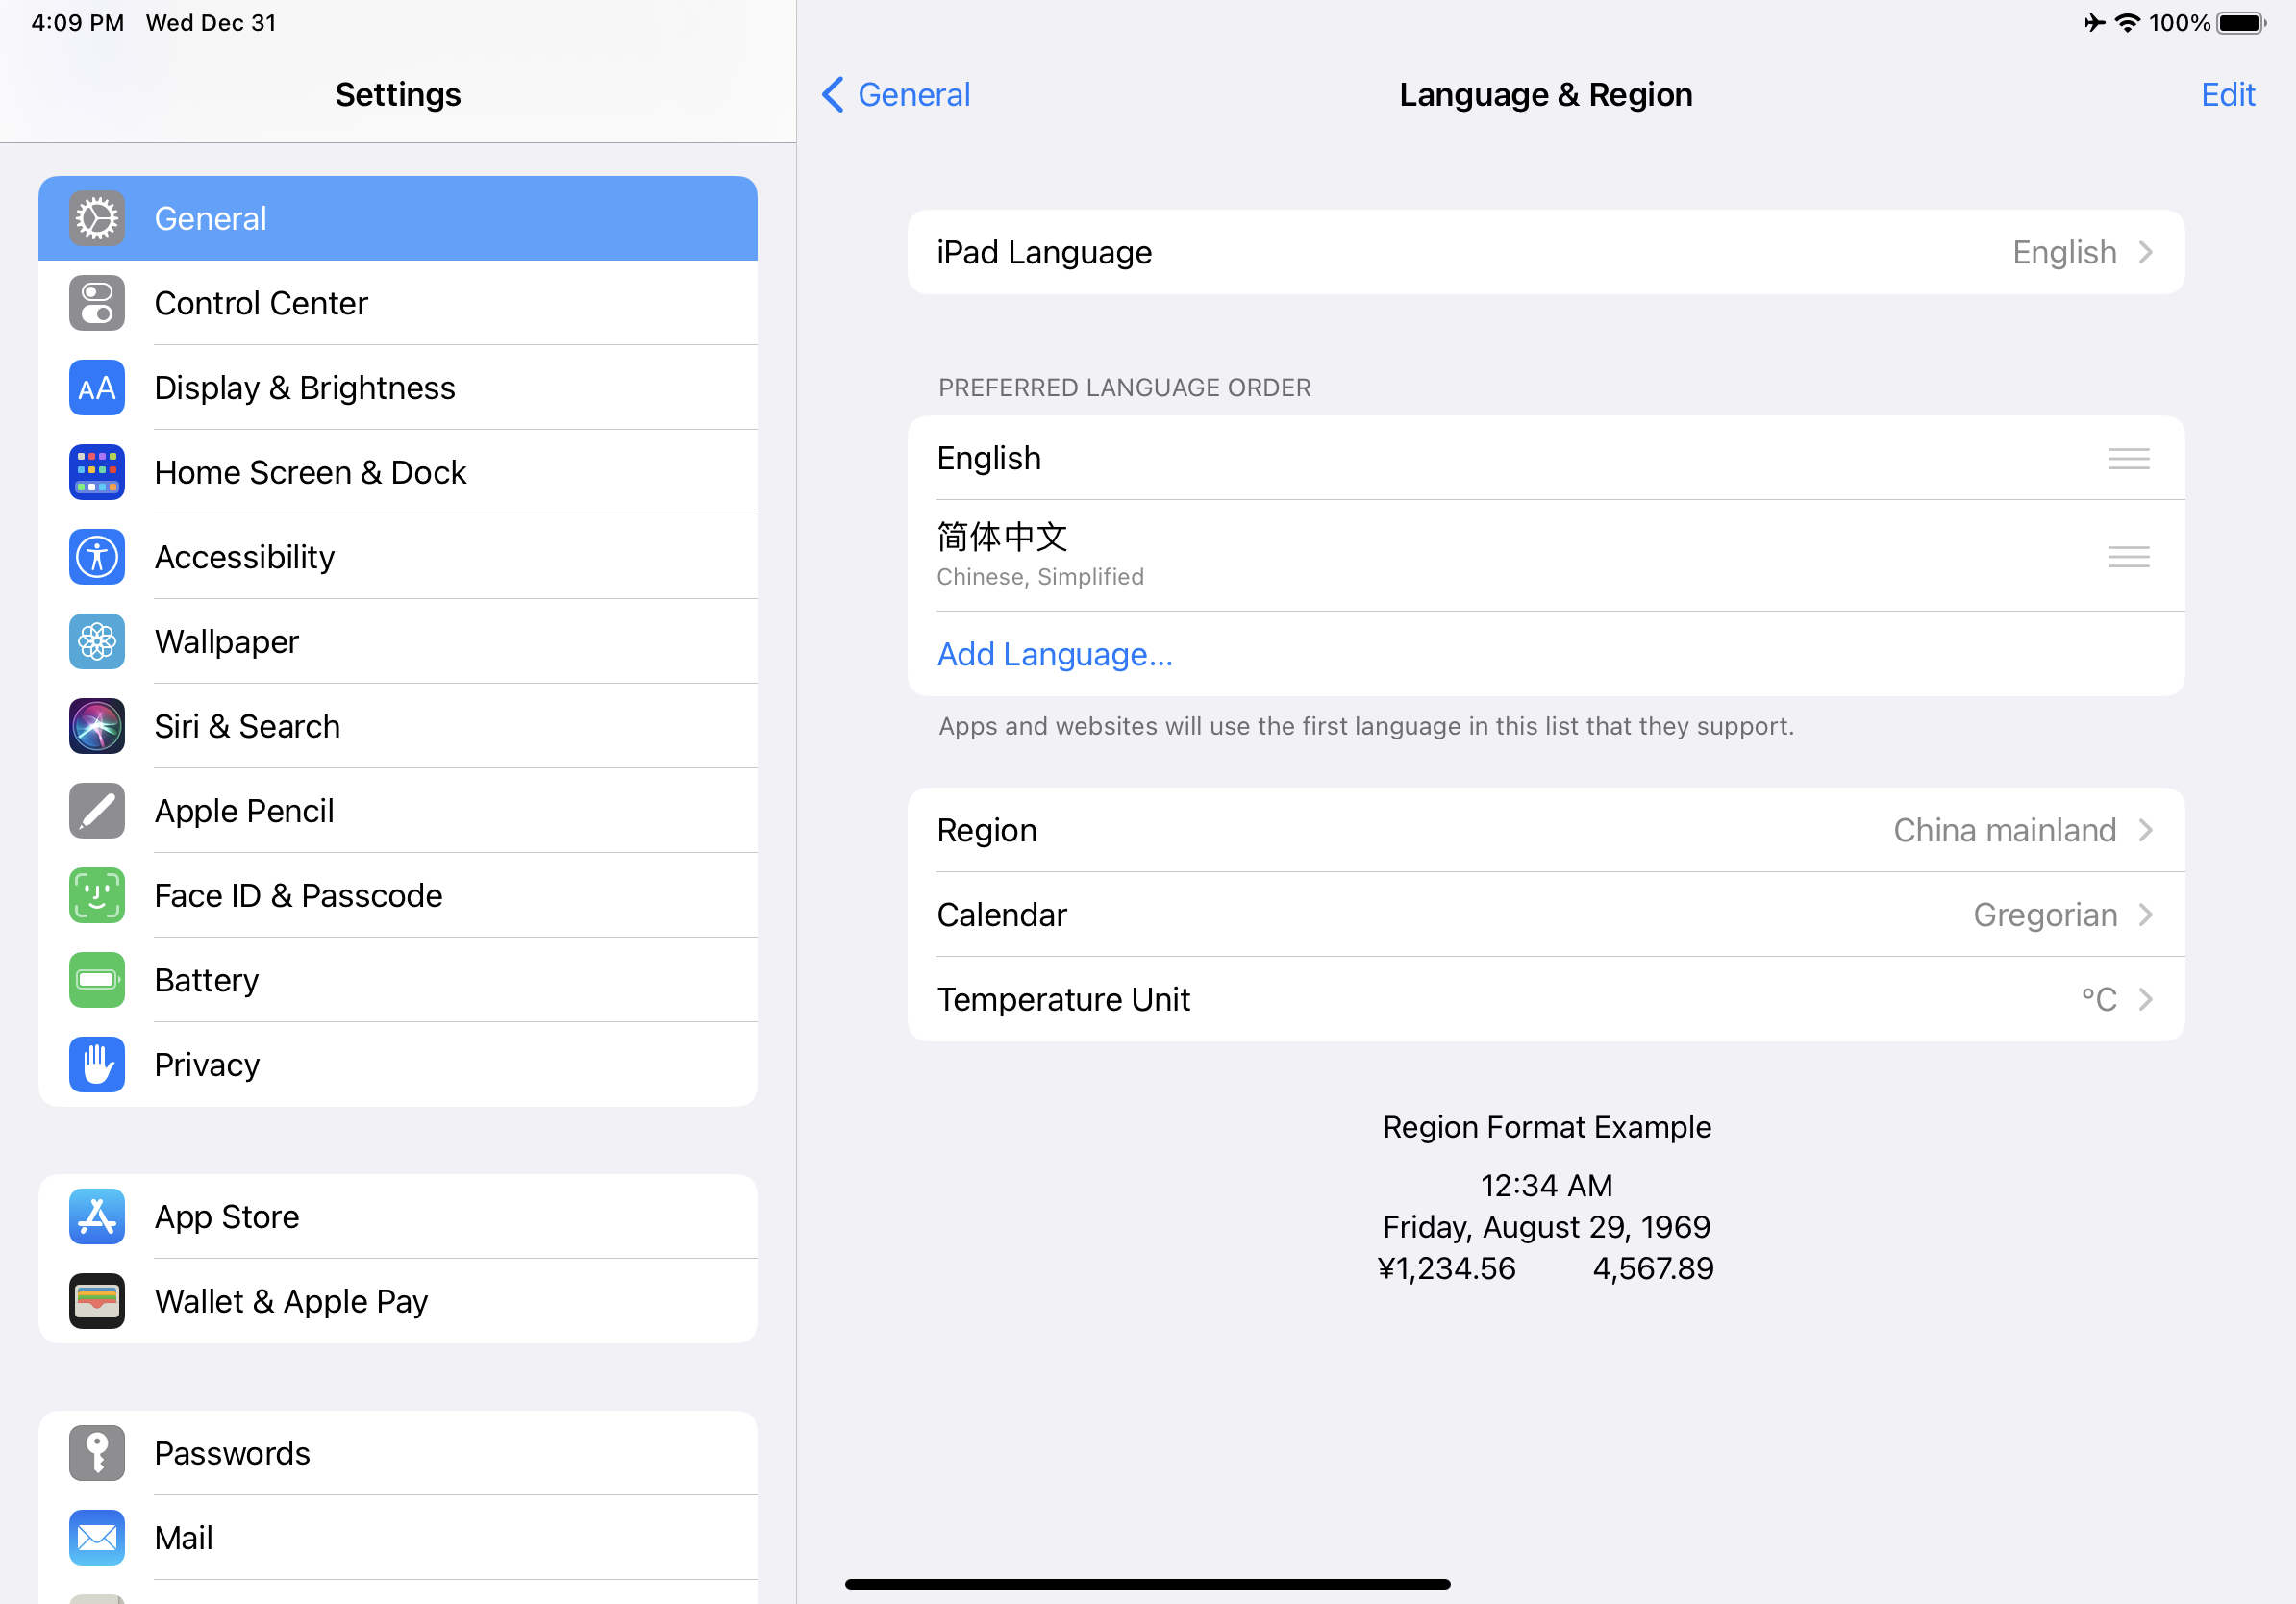 4:09 PM Wed Dec 31
100%
Settings
General
Control Center
AA Display & Brightness
Home Screen & Dock
Accessibility
Wallpaper
Siri & Search
Apple Pencil
Face ID & Passcode
Battery
Privacy
App Store
Wallet & Apple Pay
Passwords
Mail
General
Language & Region
Edit
iPad Language English
PREFERRED LANGUAGE ORDER
English
简体中文
Chinese, Simplified
Add Language...
Apps and websites will use the first language in this list that they support.
Region China mainland
Calendar Gregorian
Temperature Unit °C
Region Format Example
12:34 AM
Friday, August 29, 1969
¥1,234.56 4,567.89